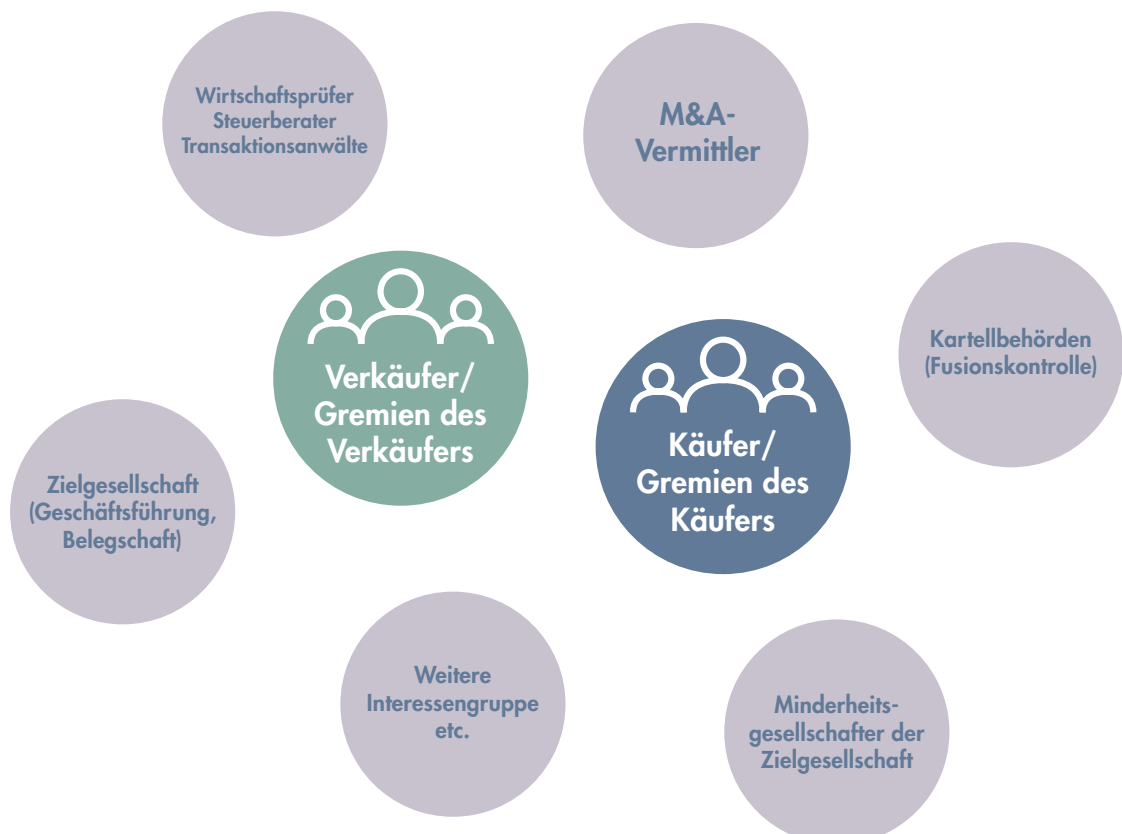 Wirtschaftsprüfer
Steuerberater
Transaktionsanwälte
M&A-
Vermittler
Verkäufer/
Gremien des
Verkäufers
Käufer/
Gremien des
Käufers
Kartellbehörden
(Fusionskontrolle)
Zielgesellschaft
(Geschäftsführung,
Belegschaft)
Weitere
Interessengruppe
etc.
Minderheits-
gesellschafter der
Zielgesellschaft